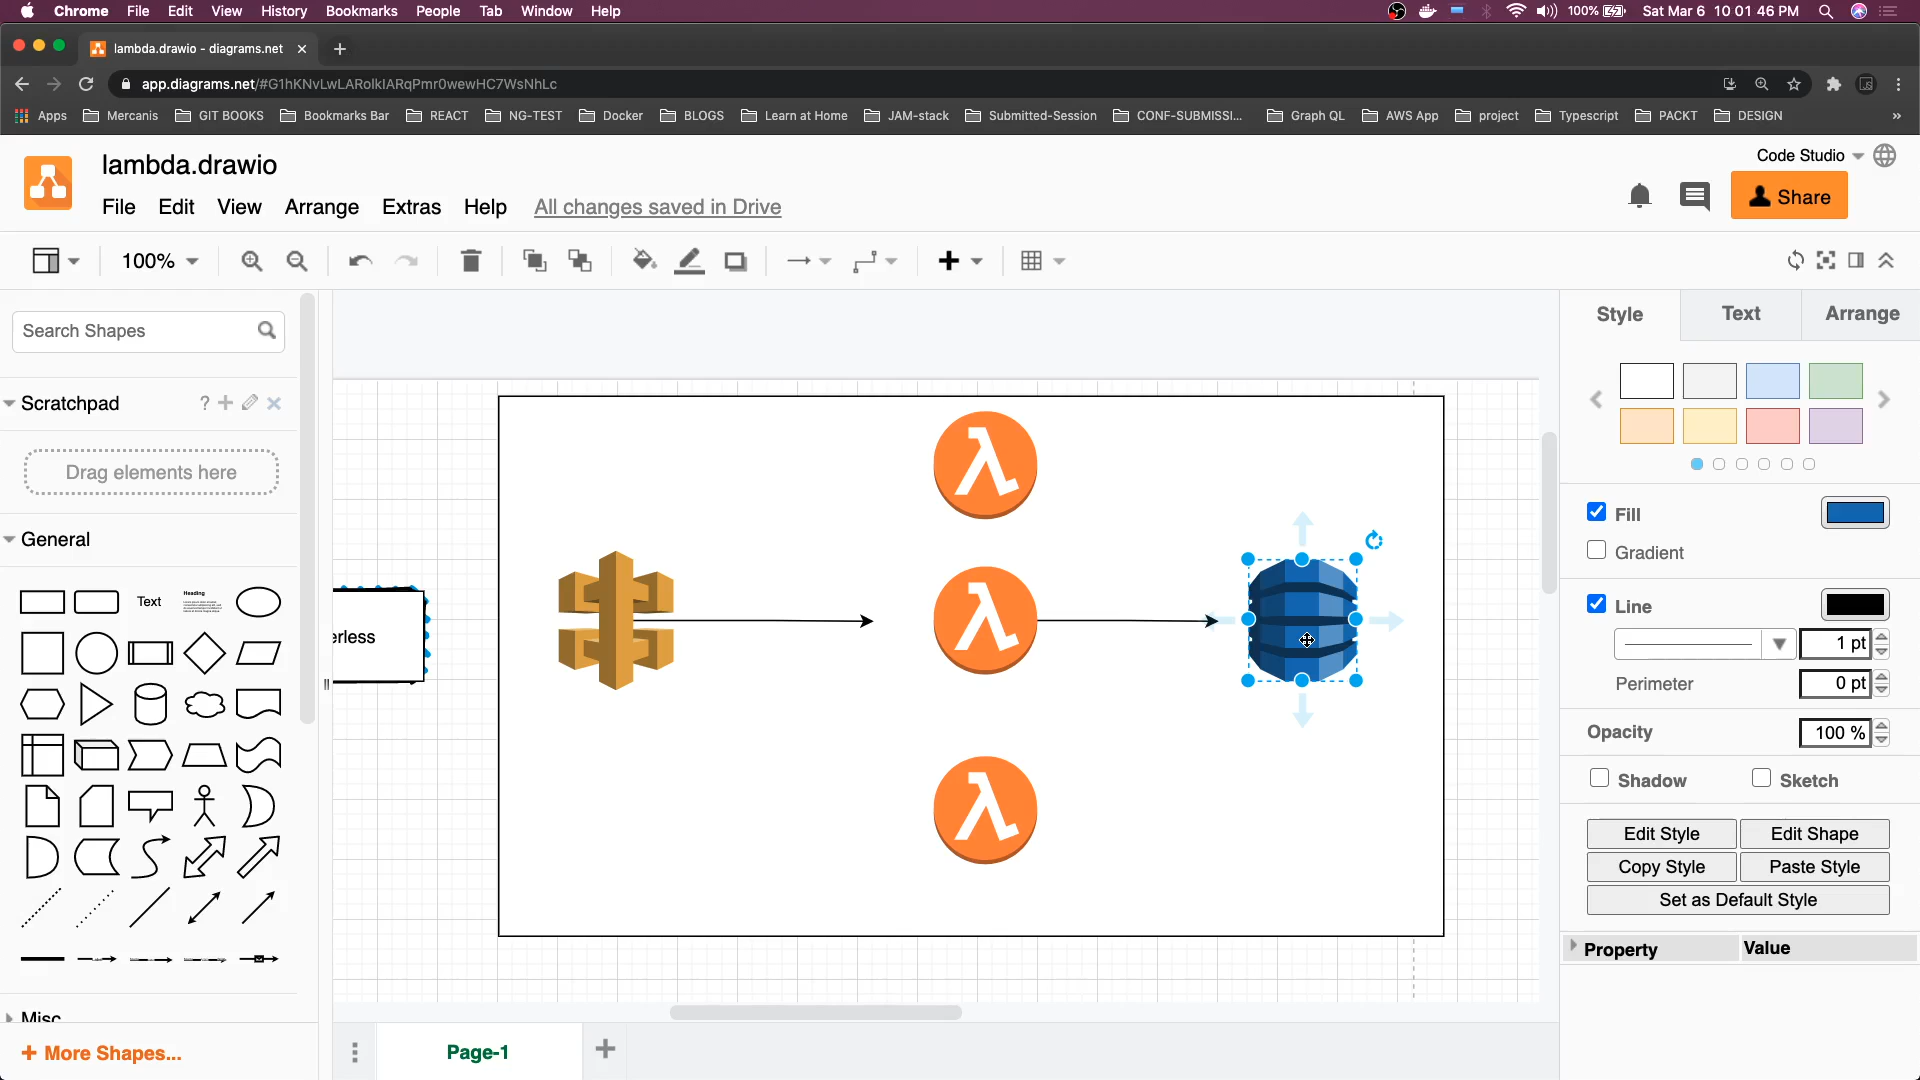 Chrome File Edit View History Bookmarks People Tab Window Help 100% Sat Mar 6 10 01 46 PM
lambda.drawio - diagrams.net
app.diagrams.net/#G1hKNvLwLARolkIARqPmr0wewHC7WsNhLc
Apps Mercanis GIT BOOKS Bookmarks Bar REACT NG-TEST Docker BLOGS Learn at Home JAM-stack Submitted-Session CONF-SUBMISSI... Graph QL AWS App project Typescript PACKT DESIGN »
lambda.drawio
Code Studio
File Edit View Arrange Extras Help All changes saved in Drive
Share
100%
Search Shapes
Style Text Arrange
Scratchpad ?
Drag elements here
General
Fill
Gradient
Text
Heading
Line
erless
1 pt
Perimeter 0 pt
Opacity 100 %
Shadow Sketch
Edit Style Edit Shape
Copy Style Paste Style
Set as Default Style
Property Value
Misc
+ More Shapes...
Page-1